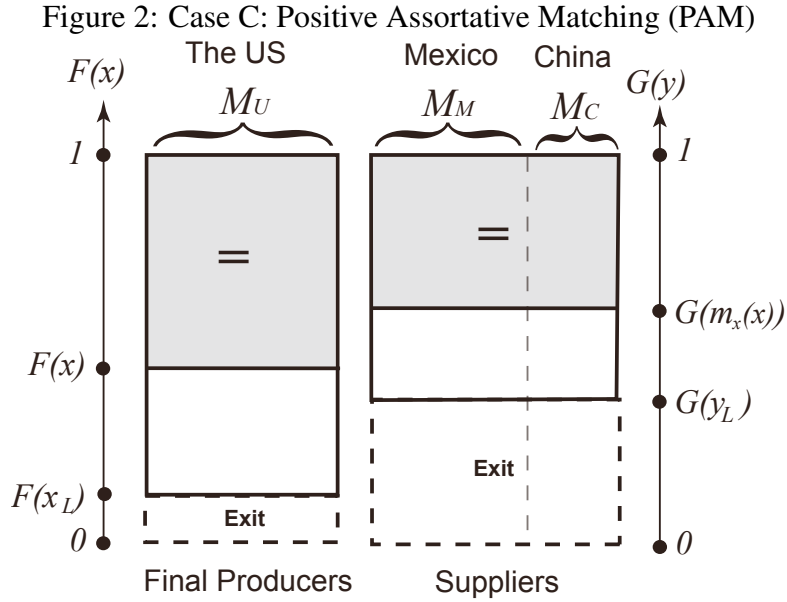 Figure 2: Case C: Positive Assortative Matching (PAM)
The US Mexico China
F(x) G(y)
M_U M_M M_C
1 1
= =
G(m_x(x))
F(x)
G(y_L)
Exit
F(x_L)
Exit
0 0
Final Producers Suppliers